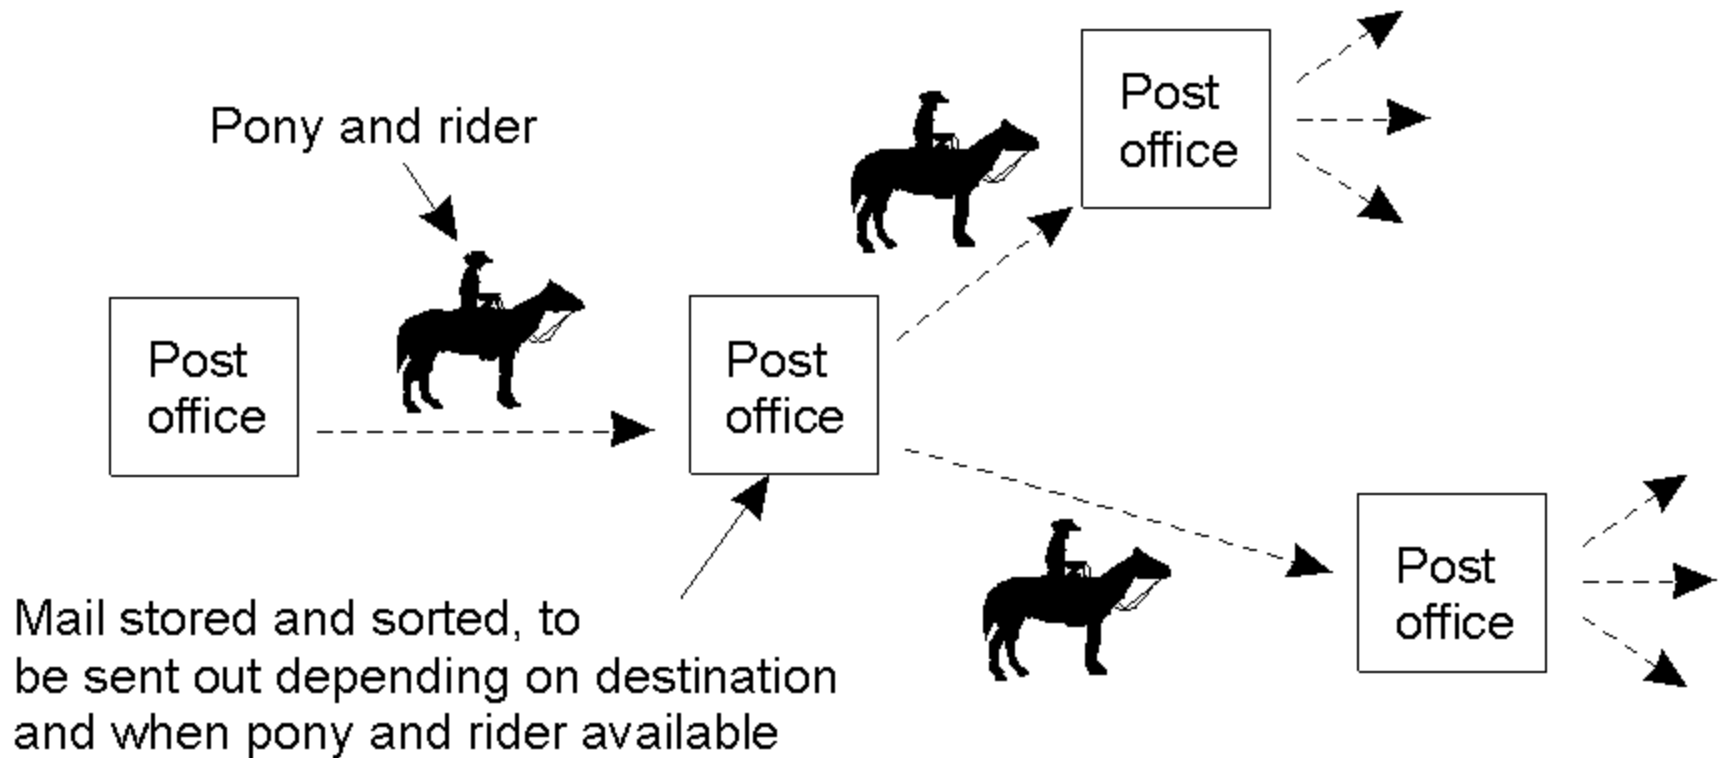 Pony and rider
Post
office
Post
office
Post
office
Post
office
Mail stored and sorted, to
be sent out depending on destination
and when pony and rider available